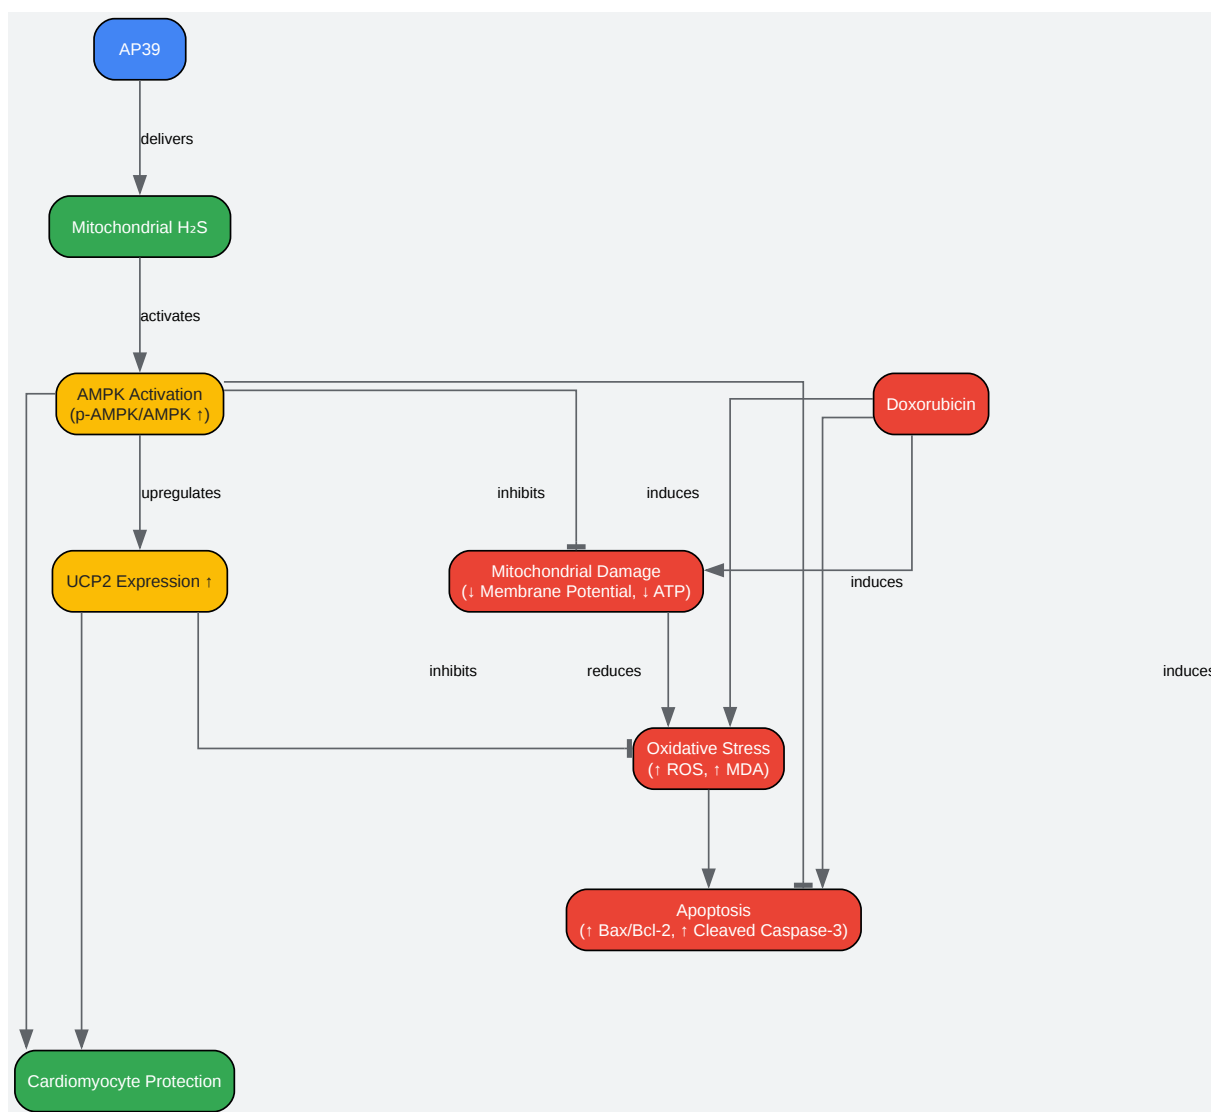 AP39
delivers
Mitochondrial H₂S
activates
AMPK Activation
(p-AMPK/AMPK ↑)
Doxorubicin
upregulates
inhibits
induces
UCP2 Expression ↑
Mitochondrial Damage
(↓ Membrane Potential, ↓ ATP)
induces
inhibits
reduces
induces
Oxidative Stress
(↑ ROS, ↑ MDA)
Apoptosis
(↑ Bax/Bcl-2, ↑ Cleaved Caspase-3)
Cardiomyocyte Protection